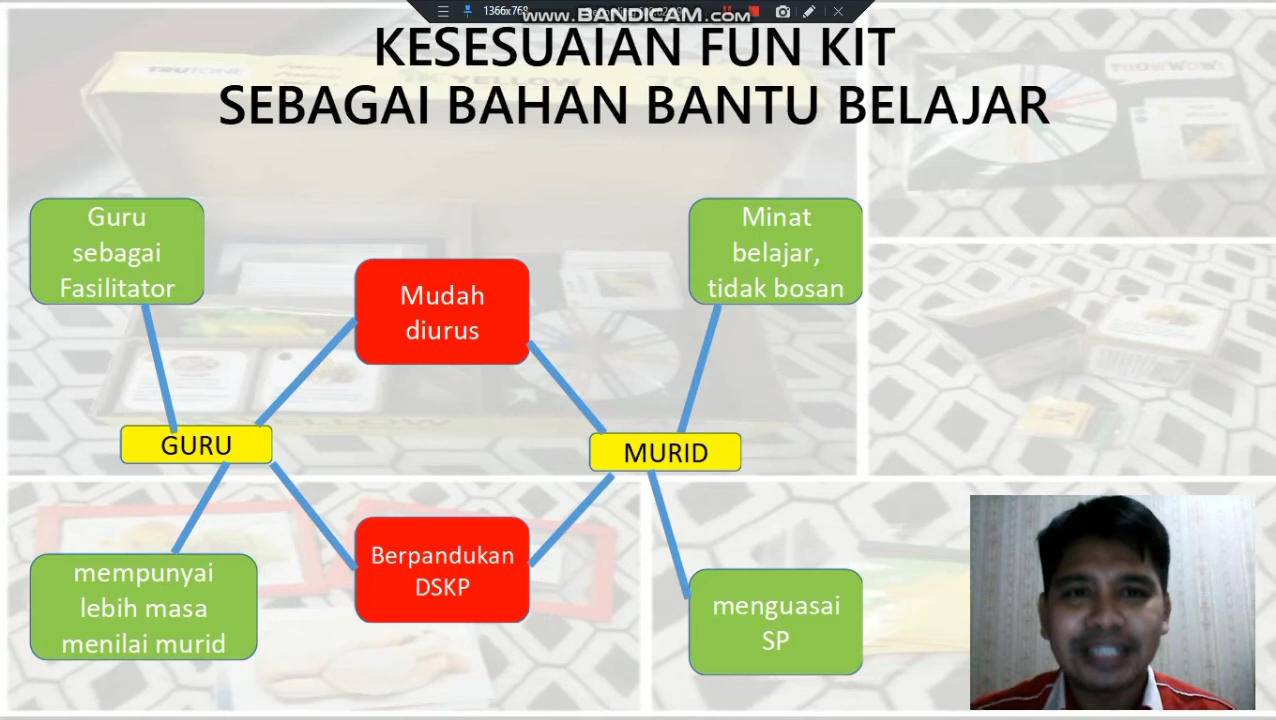 1366x768
www.BANDICAM.com
KESESUAIAN FUN KIT
SEBAGAI BAHAN BANTU BELAJAR
Guru
sebagai
Fasilitator
Mudah
diurus
Minat
belajar,
tidak bosan
GURU
MURID
mempunyai
lebih masa
menilai murid
Berpandukan
DSKP
menguasai
SP